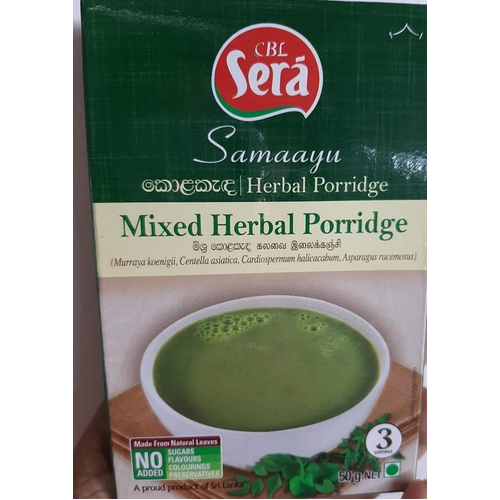 CBL
Será
Samaayu
කොළකැඳ | Herbal Porridge
Mixed Herbal Porridge
මිශ්‍ර කොළකැඳ கலவை இலைக்கஞ்சி
(Murraya koenigii, Centella asiatica, Cardiospermum halicacabum, Asparagus racemosus)
Made From Natural Leaves
NO ADDED
SUGARS
FLAVOURS
COLOURINGS
PRESERVATIVES
3
SERVINGS
50 g NET
A proud product of Sri Lanka